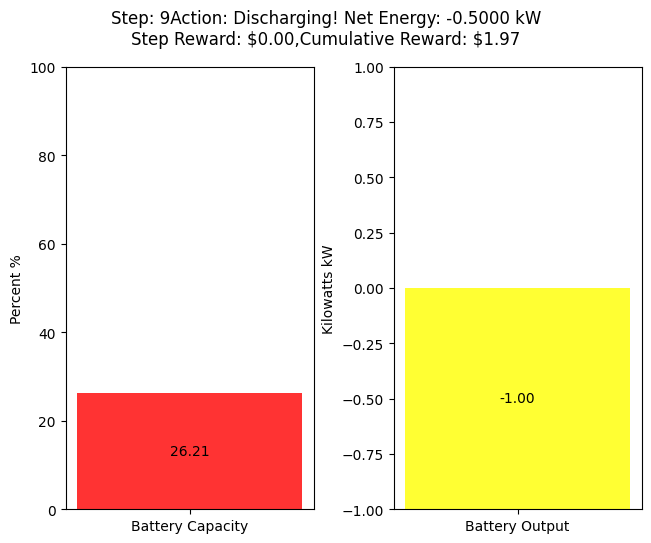 Step: 9Action: Discharging! Net Energy: -0.5000 kW
Step Reward: $0.00,Cumulative Reward: $1.97
100
80
60
40
20
0
Percent %
26.21
Battery Capacity
1.00
0.75
0.50
0.25
0.00
−0.25
−0.50
−0.75
−1.00
Kilowatts kW
-1.00
Battery Output